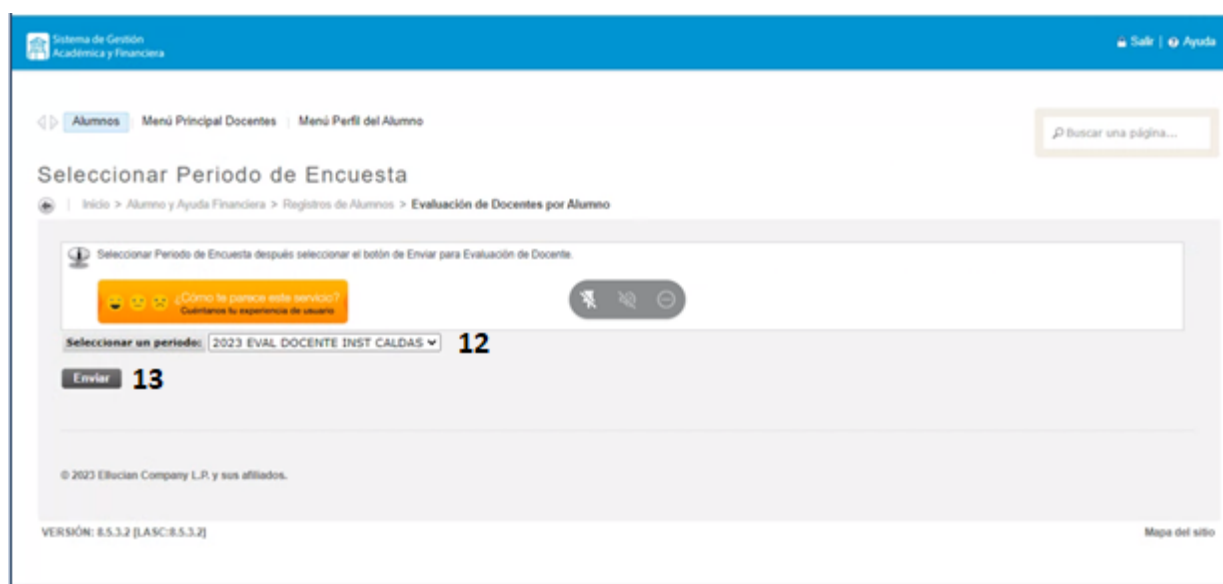 Sistema de Gestión
Académica y Financiera
Salir | Ayuda
Alumnos | Menú Principal Docentes | Menú Perfil del Alumno
Buscar una página...
Seleccionar Periodo de Encuesta
Inicio > Alumno y Ayuda Financiera > Registros de Alumnos > Evaluación de Docentes por Alumno
Seleccionar Periodo de Encuesta después seleccionar el botón de Enviar para Evaluación de Docente.
¿Cómo te parece este servicio?
Cuéntanos tu experiencia de usuario
Seleccionar un periodo: 2023 EVAL DOCENTE INST CALDAS 12
Enviar 13
© 2023 Ellucian Company L.P. y sus afiliados.
VERSIÓN: 8.5.3.2 [LASC:8.5.3.2]
Mapa del sitio